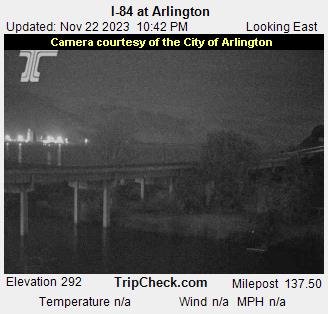 I-84 at Arlington
Updated: Nov 22 2023 10:42 PM Looking East
Camera courtesy of the City of Arlington
Elevation 292 TripCheck.com Milepost 137.50
Temperature n/a Wind n/a MPH n/a